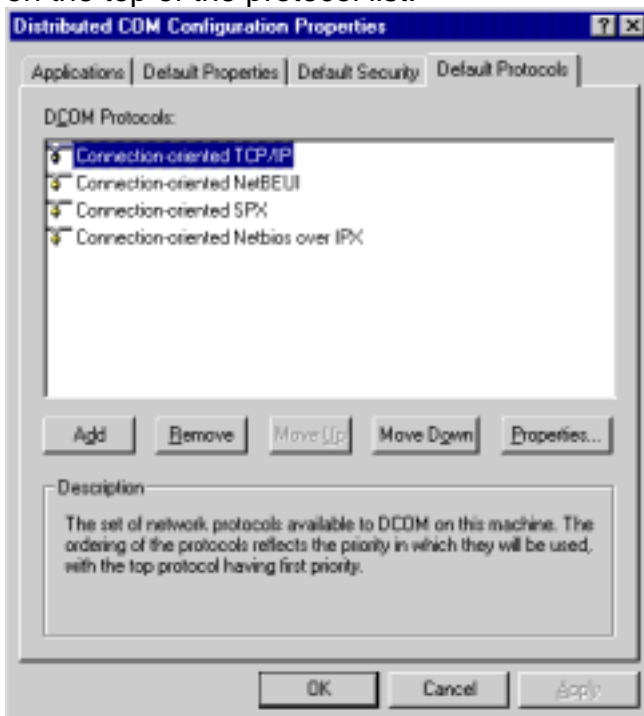 on the top of the protocol list.
Distributed COM Configuration Properties
Applications Default Properties Default Security Default Protocols
DCOM Protocols:
Connection-oriented TCP/IP
Connection-oriented NetBEUI
Connection-oriented SPX
Connection-oriented Netbios over IPX
Add Remove Move Up Move Down Properties...
Description
The set of network protocols available to DCOM on this machine. The
ordering of the protocols reflects the priority in which they will be used,
with the top protocol having first priority.
OK Cancel Apply